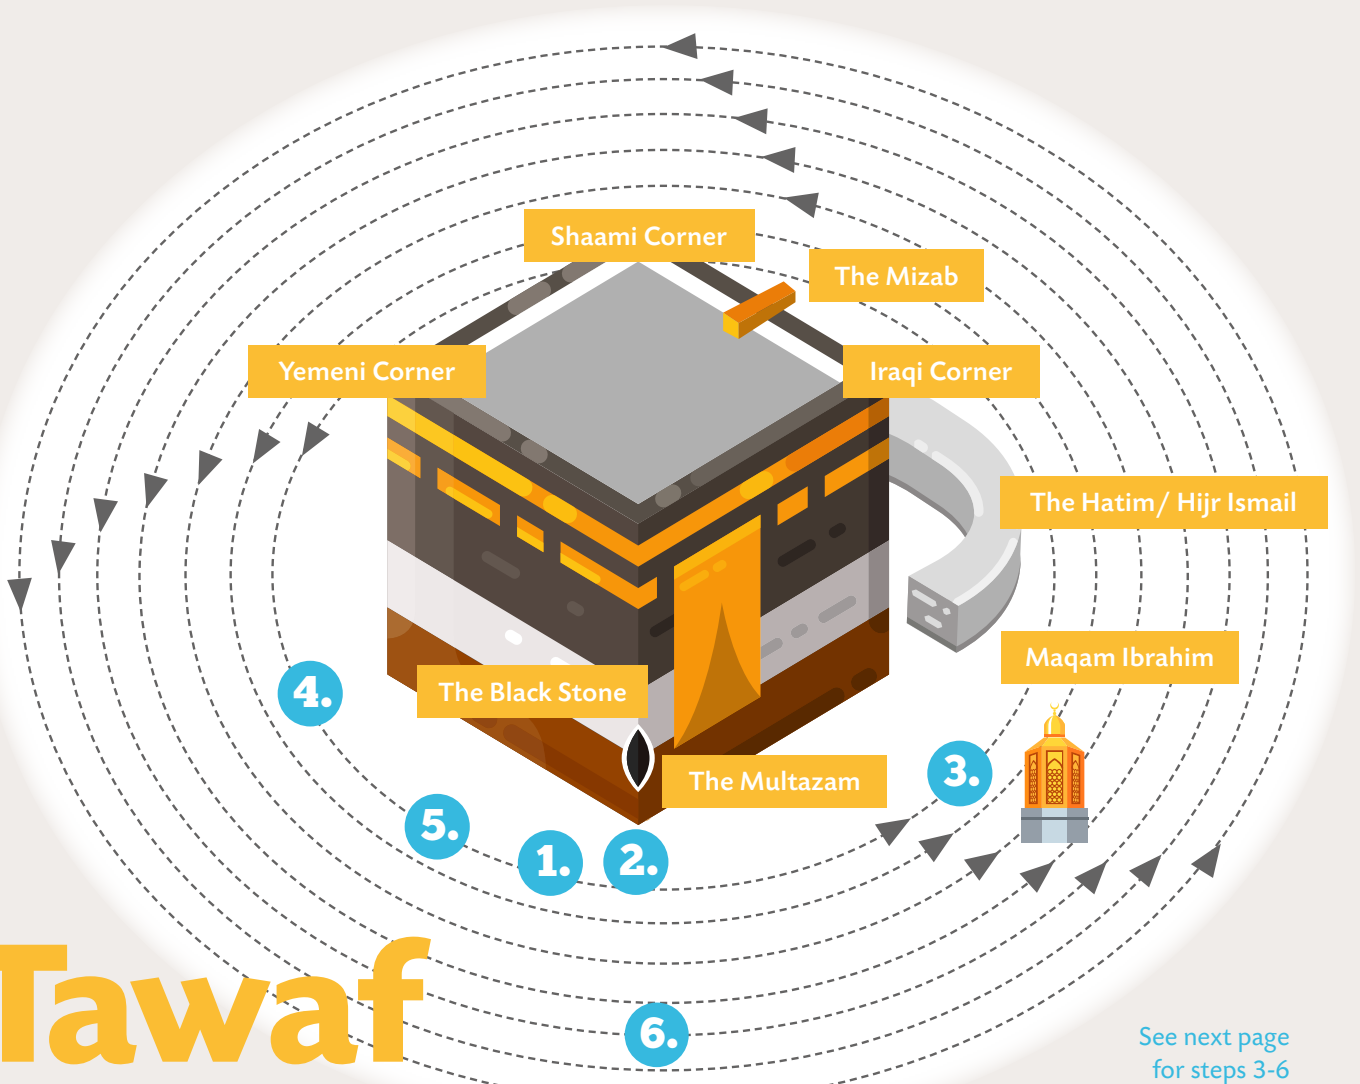 Shaami Corner
The Mizab
Yemeni Corner
Iraqi Corner
The Hatim/ Hijr Ismail
Maqam Ibrahim
4.
The Black Stone
The Multazam
3.
5.
1.
2.
Tawaf
6.
See next page
for steps 3-6